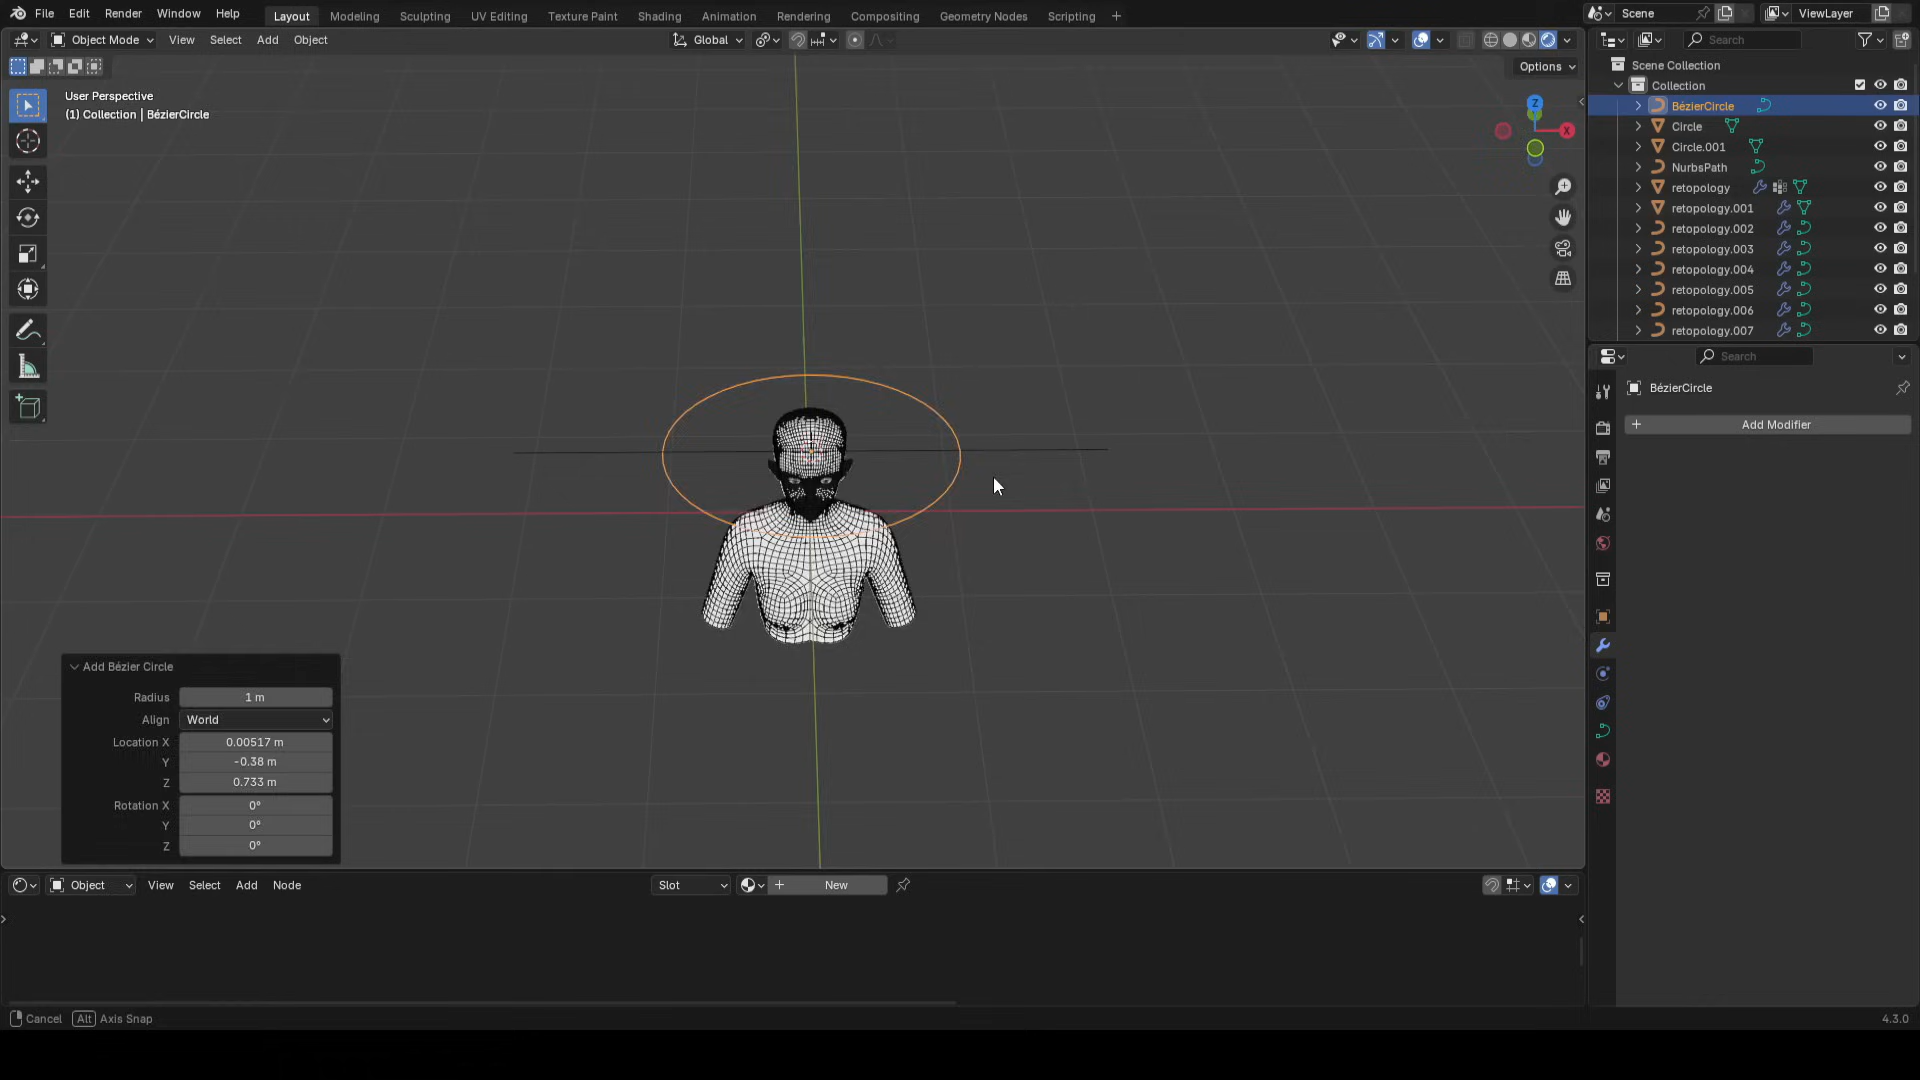 File Edit Render Window Help Layout Modeling Sculpting UV Editing Texture Paint Shading Animation Rendering Compositing Geometry Nodes Scripting + Scene ViewLayer
Object Mode View Select Add Object Global Search
Options
User Perspective
(1) Collection | BézierCircle
Z
X
Scene Collection
Collection
BézierCircle
Circle
Circle.001
NurbsPath
retopology
retopology.001
retopology.002
retopology.003
retopology.004
retopology.005
retopology.006
retopology.007
Search
BézierCircle
+ Add Modifier
Add Bézier Circle
Radius 1 m
Align World
Location X 0.00517 m
Y -0.38 m
Z 0.733 m
Rotation X 0°
Y 0°
Z 0°
Object View Select Add Node Slot + New
Cancel Alt Axis Snap 4.3.0